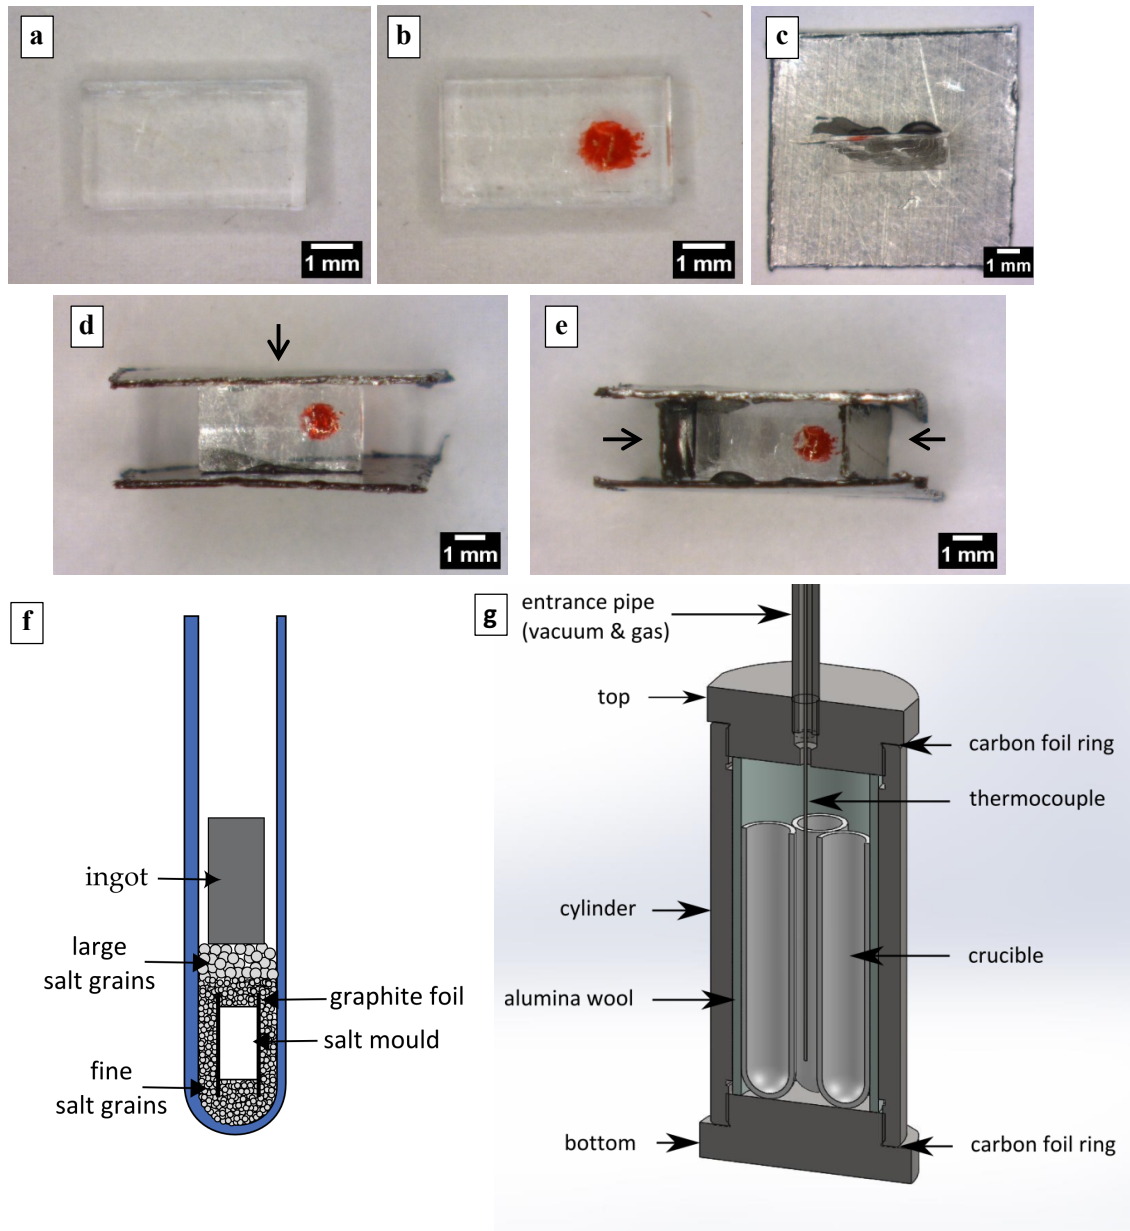 a
1 mm
b
1 mm
c
1 mm
d
1 mm
e
1 mm
f
ingot
large
salt grains
graphite foil
salt mould
fine
salt grains
g
entrance pipe
(vacuum & gas)
top
carbon foil ring
thermocouple
cylinder
crucible
alumina wool
bottom
carbon foil ring